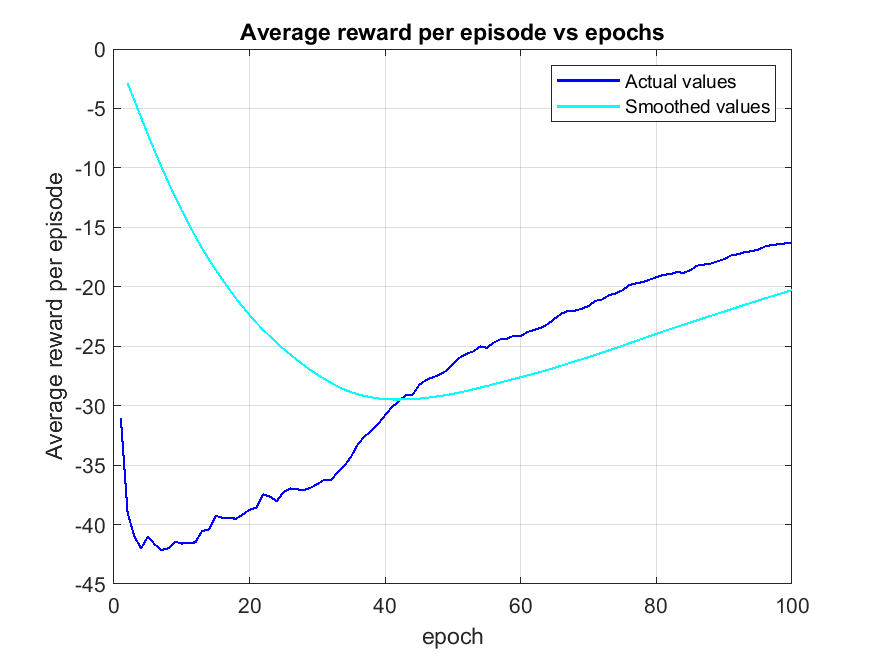 Average reward per episode vs epochs
Actual values
Smoothed values
Average reward per episode
0
-5
-10
-15
-20
-25
-30
-35
-40
-45
0 20 40 60 80 100
epoch